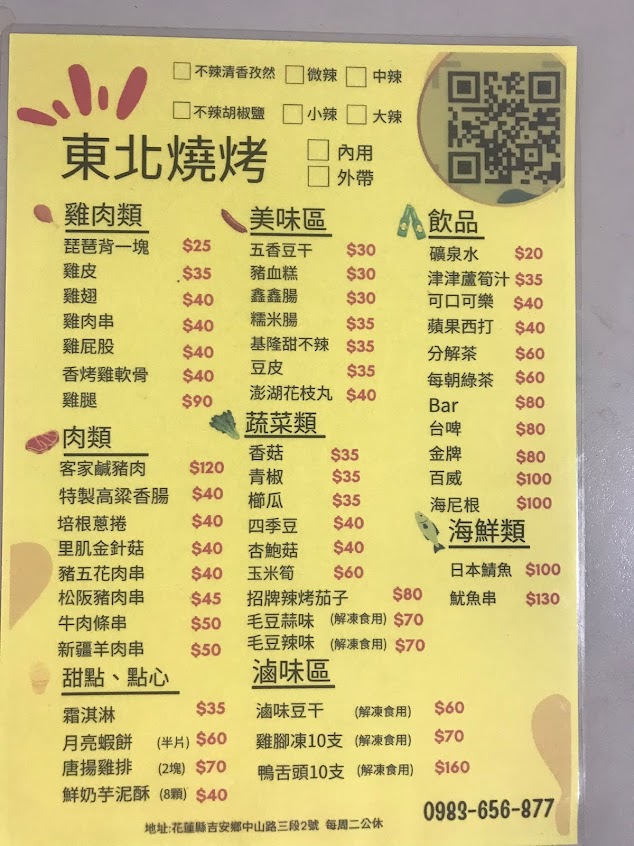 □不辣清香孜然 □微辣 □中辣
□不辣胡椒鹽 □小辣 □大辣
東北燒烤
□內用
□外帶
雞肉類
琵琶背一塊 $25
雞皮 $35
雞翅 $40
雞肉串 $40
雞屁股 $40
香烤雞軟骨 $40
雞腿 $90
肉類
客家鹹豬肉 $120
特製高粱香腸 $40
培根蔥捲 $40
里肌金針菇 $40
豬五花肉串 $40
松阪豬肉串 $45
牛肉條串 $50
新疆羊肉串 $50
甜點、點心
霜淇淋 $35
月亮蝦餅 (半片) $60
唐揚雞排 (2塊) $70
鮮奶芋泥酥 (8顆) $40
美味區
五香豆干 $30
豬血糕 $30
鑫鑫腸 $30
糯米腸 $35
基隆甜不辣 $35
豆皮 $35
澎湖花枝丸 $40
蔬菜類
香菇 $35
青椒 $35
櫛瓜 $35
四季豆 $40
杏鮑菇 $40
玉米筍 $60
招牌辣烤茄子 $80
毛豆蒜味 (解凍食用) $70
毛豆辣味 (解凍食用) $70
滷味區
滷味豆干 (解凍食用) $60
雞腳凍10支 (解凍食用) $70
鴨舌頭10支 (解凍食用) $160
飲品
礦泉水 $20
津津蘆筍汁 $35
可口可樂 $40
蘋果西打 $40
分解茶 $60
每朝綠茶 $60
Bar $80
台啤 $80
金牌 $80
百威 $100
海尼根 $100
海鮮類
日本鯖魚 $100
魷魚串 $130
0983-656-877
地址:花蓮縣吉安鄉中山路三段2號 每周二公休